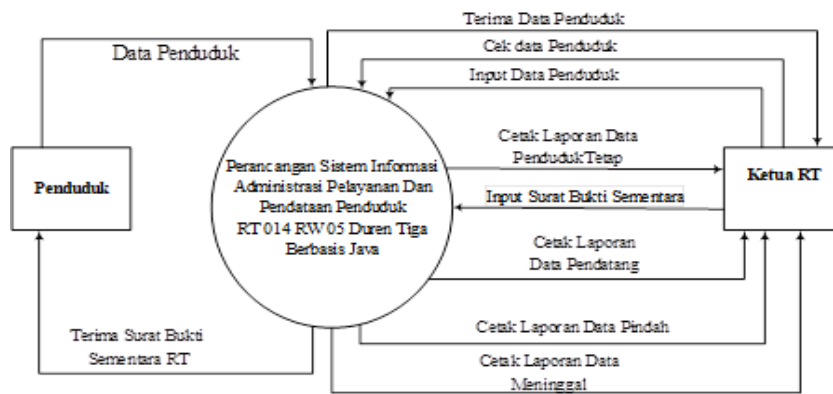 Terima Data Penduduk
Cek data Penduduk
Input Data Penduduk
Data Penduduk
Cetak Laporan Data
Penduduk Tetap
Penduduk
Perancangan Sistem Informasi
Administrasi Pelayanan Dan
Pendataan Penduduk
RT 014 RW 05 Duren Tiga
Berbasis Java
Ketua RT
Input Surat Bukti Sementara
Cetak Laporan
Data Pendatang
Terima Surat Bukti
Sementara RT
Cetak Laporan Data Pindah
Cetak Laporan Data
Meninggal